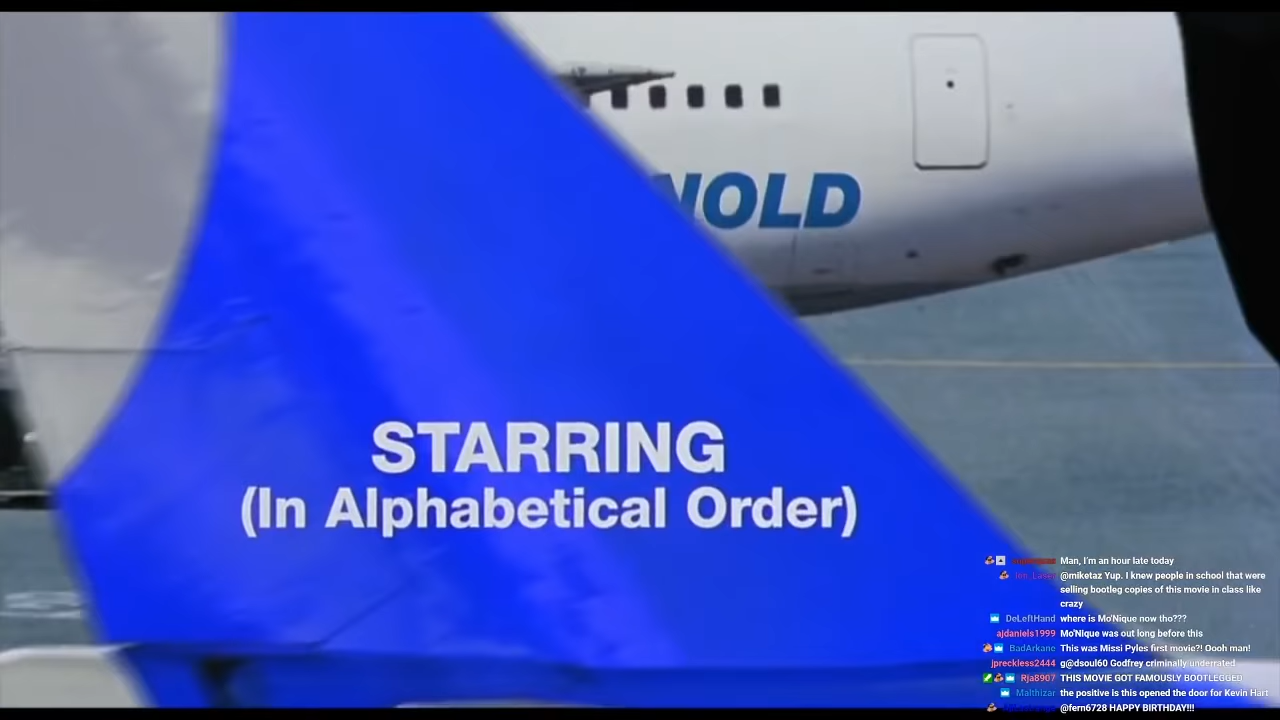 NOLD
STARRING
(In Alphabetical Order)
Man, I'm an hour late today
@miketaz Yup. I knew people in school that were
selling bootleg copies of this movie in class like
crazy
DeLeftHand where is Mo'Nique now tho???
ajdaniels1999 Mo'Nique was out long before this
BadArkane This was Missi Pyles first movie?! Oooh man!
jpreckless2444 g@dsoul60 Godfrey criminally underrated
Rja8907 THIS MOVIE GOT FAMOUSLY BOOTLEGGED
Malthizar the positive is this opened the door for Kevin Hart
@fern6728 HAPPY BIRTHDAY!!!